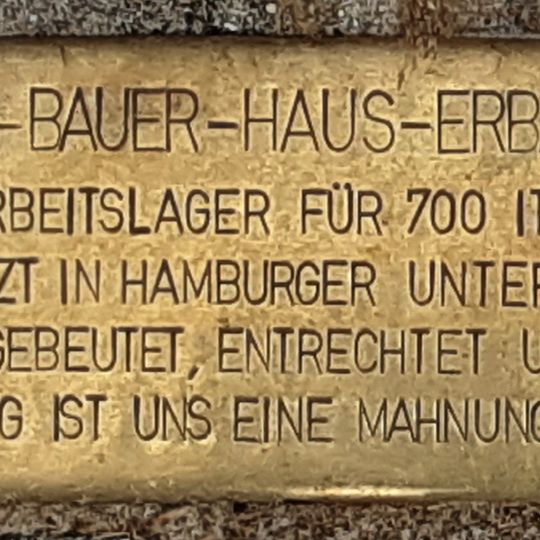 -BAUER-HAUS-ERB
RBEITSLAGER FÜR 700 IT
ZT IN HAMBURGER UNTER
GEBEUTET, ENTRECHTET U
G IST UNS EINE MAHNUNG